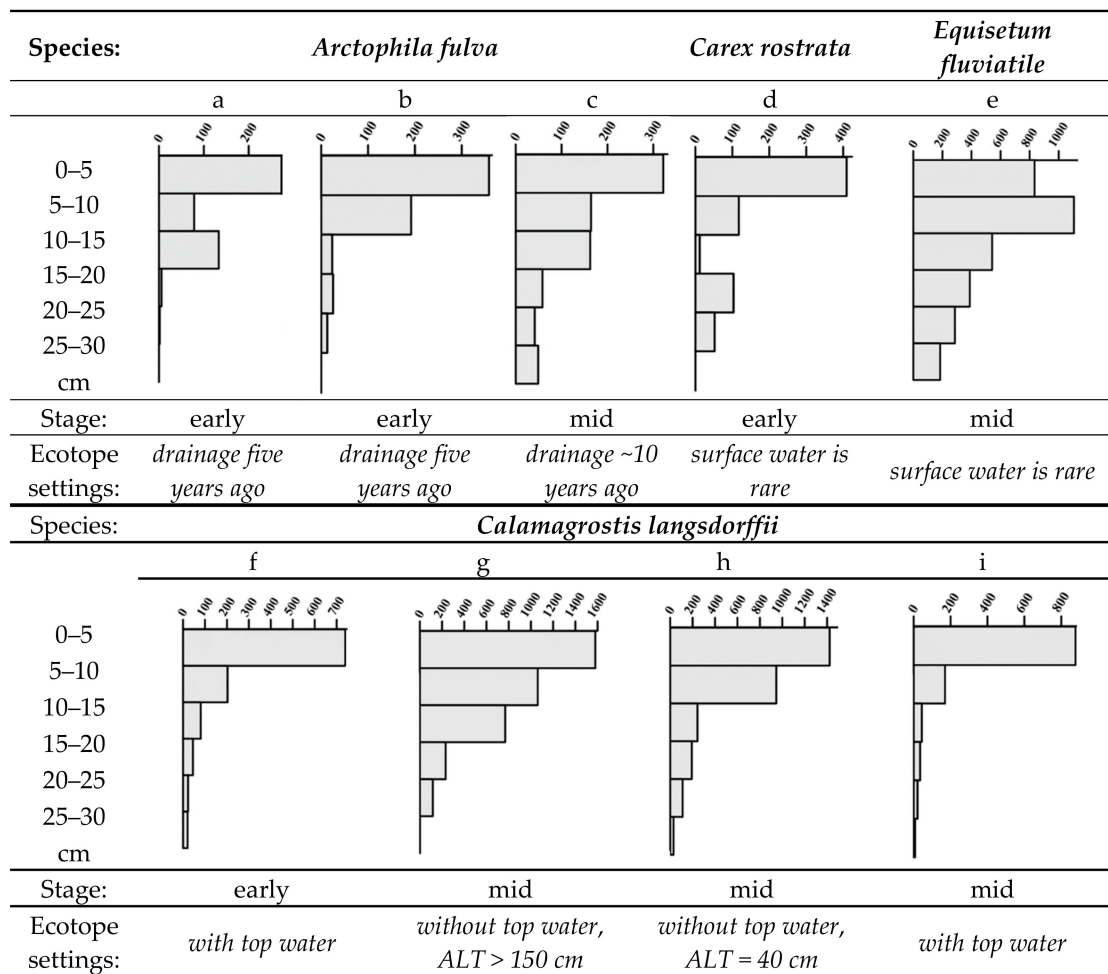 Species: Arctophila fulva Carex rostrata Equisetum fluviatile
a b c d e
0 100 200 0 100 200 300 0 100 200 300 0 100 200 300 400 0 200 400 600 800 1000
0–5
5–10
10–15
15–20
20–25
25–30
cm
Stage: early early mid early mid
Ecotope settings: drainage five years ago drainage five years ago drainage ~10 years ago surface water is rare surface water is rare
Species: Calamagrostis langsdorffii
f g h i
0 100 200 300 400 500 600 700 0 200 400 600 800 1000 1200 1400 1600 0 200 400 600 800 1000 1200 1400 0 200 400 600 800
0–5
5–10
10–15
15–20
20–25
25–30
cm
Stage: early mid mid mid
Ecotope settings: with top water without top water, ALT > 150 cm without top water, ALT = 40 cm with top water